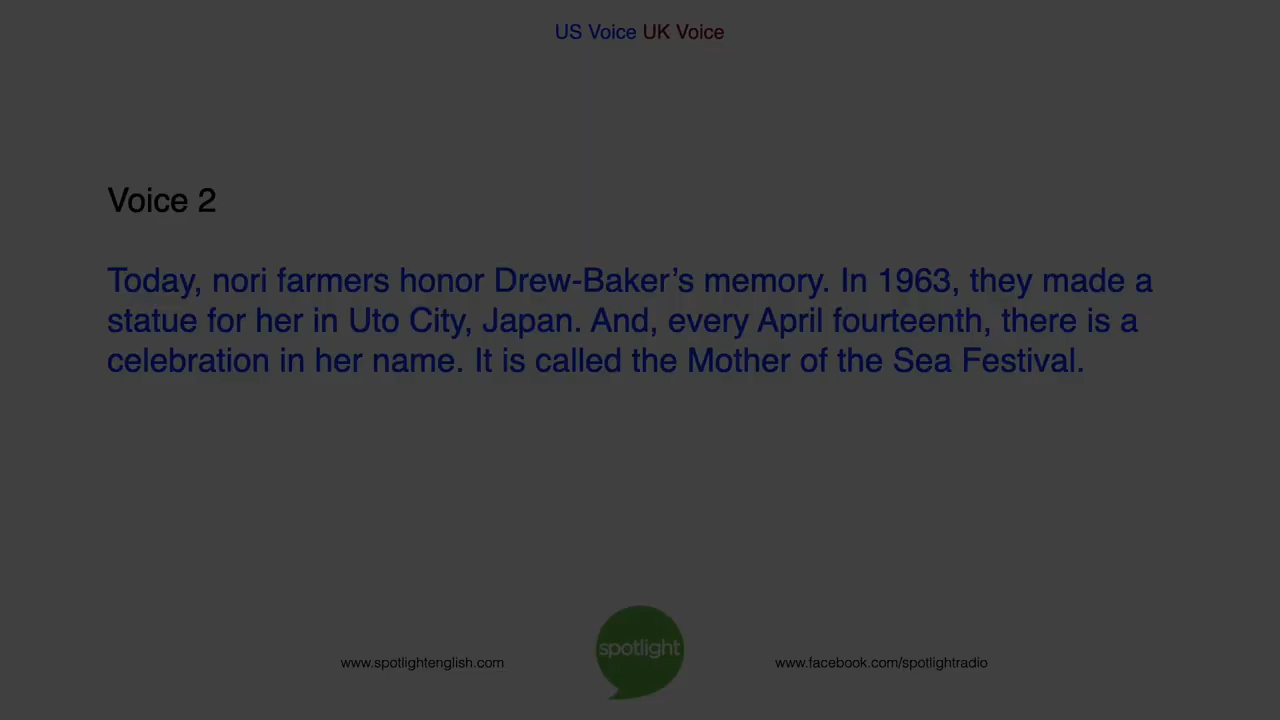 US Voice UK Voice
Voice 2
Today, nori farmers honor Drew-Baker’s memory. In 1963, they made a
statue for her in Uto City, Japan. And, every April fourteenth, there is a
celebration in her name. It is called the Mother of the Sea Festival.
spotlight
www.spotlightenglish.com
www.facebook.com/spotlightradio